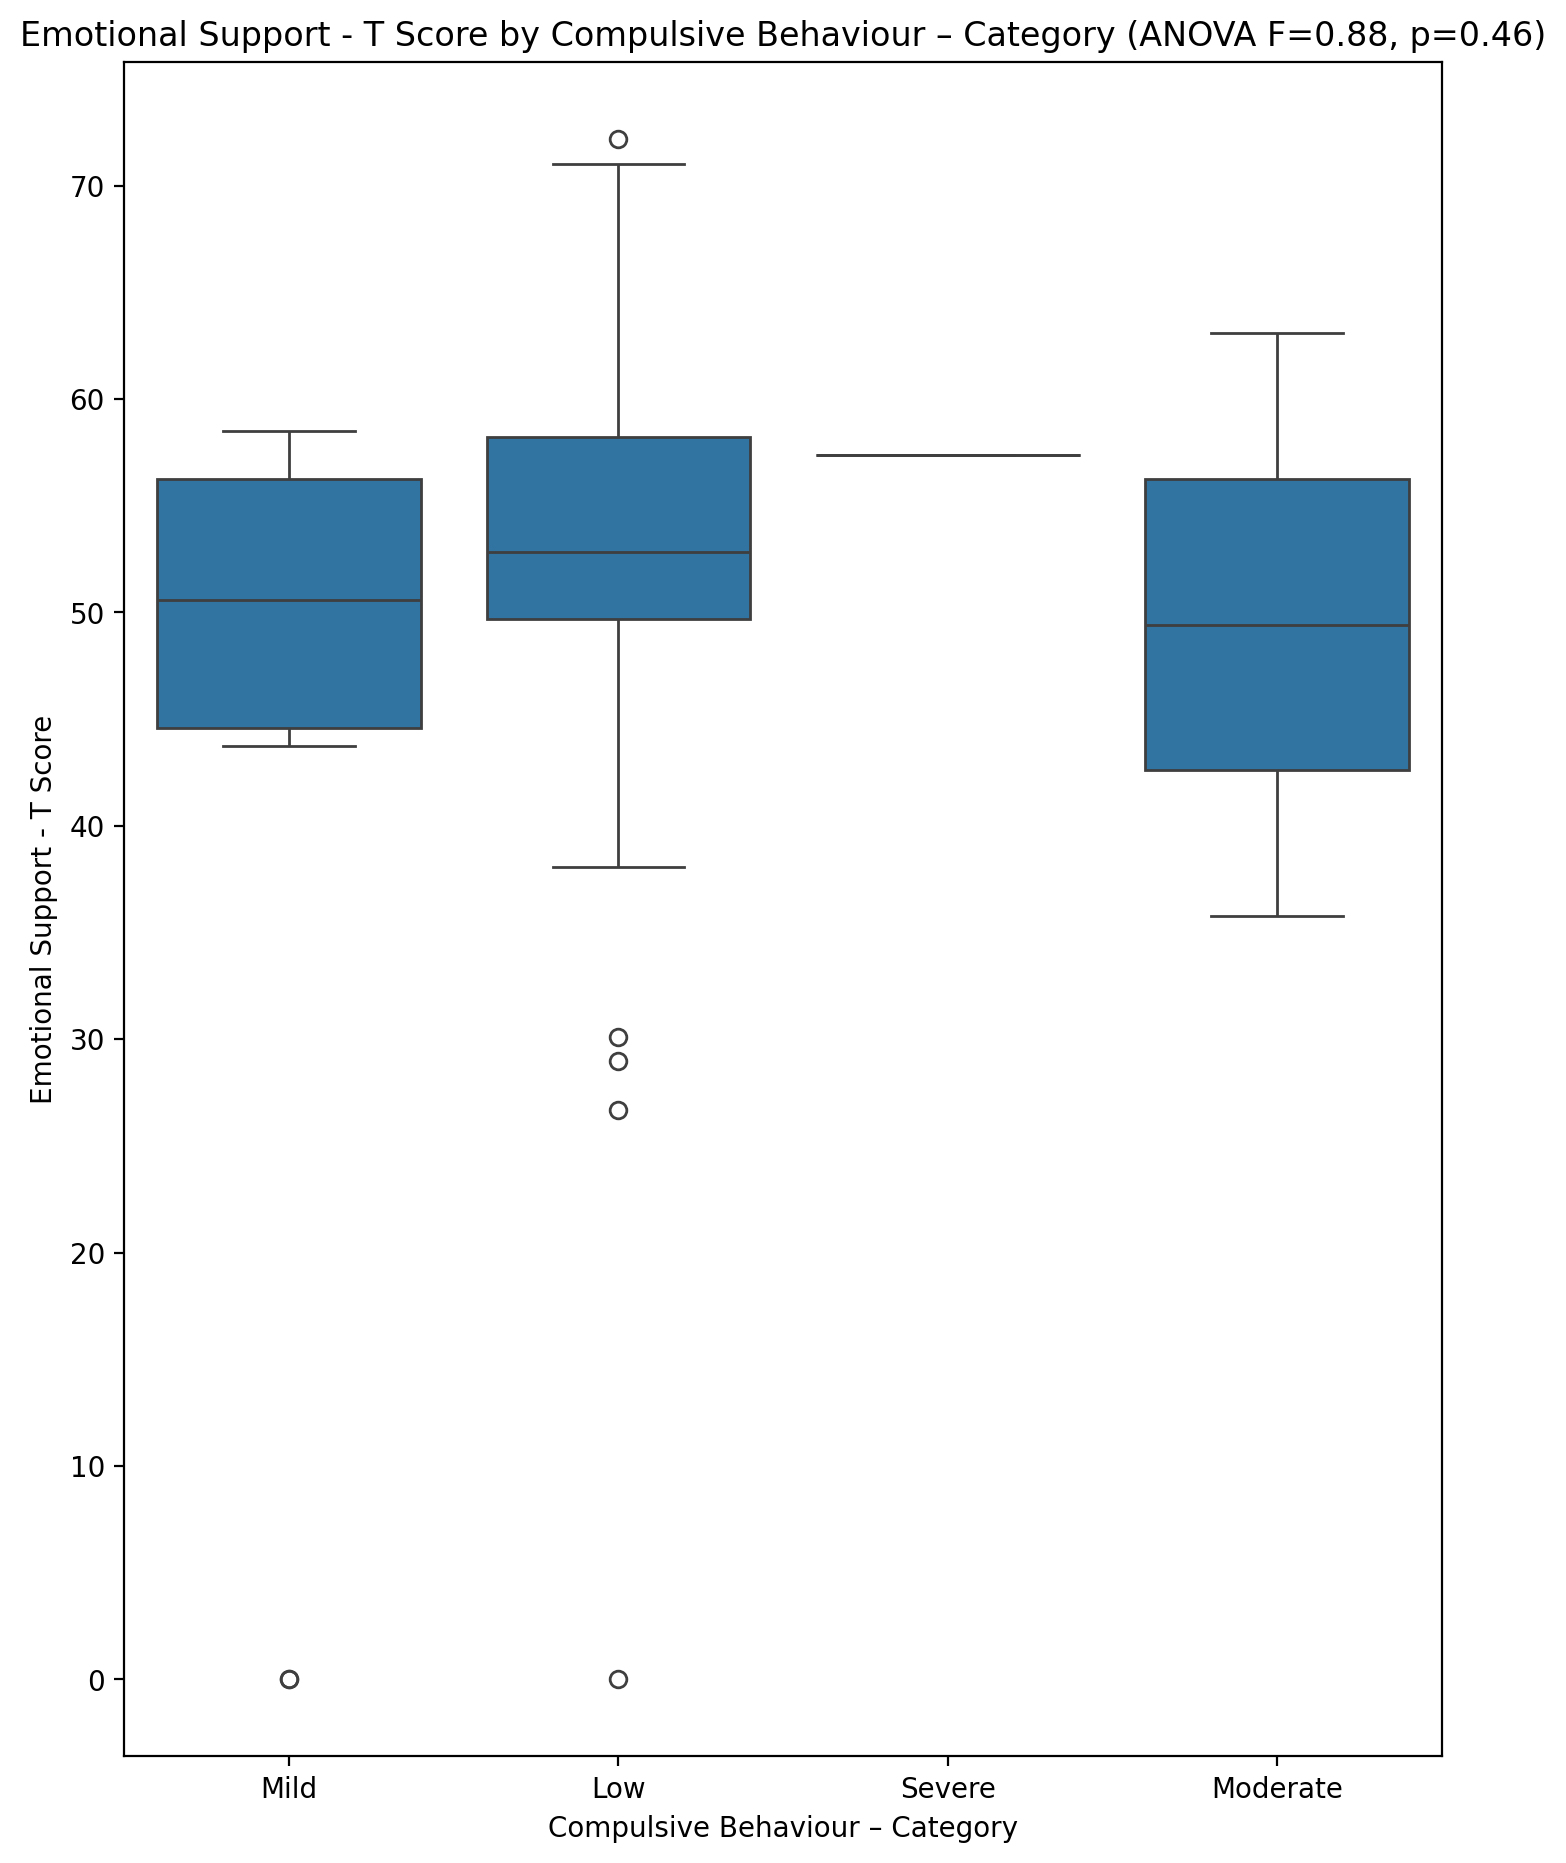 Emotional Support - T Score by Compulsive Behaviour – Category (ANOVA F=0.88, p=0.46)
Emotional Support - T Score
70
60
50
40
30
20
10
0
Mild
Low
Severe
Moderate
Compulsive Behaviour – Category